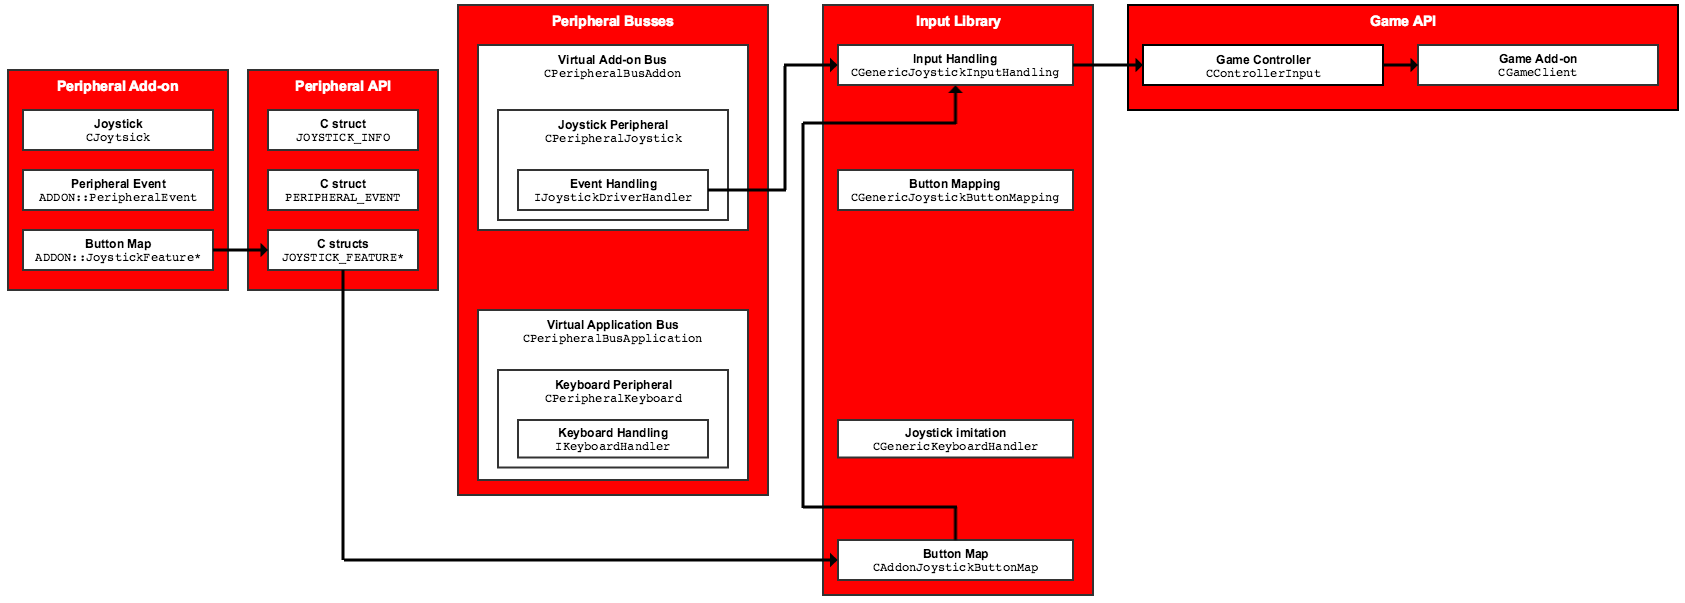 Peripheral Add-on
Joystick
CJoytsick
Peripheral Event
ADDON::PeripheralEvent
Button Map
ADDON::JoystickFeature*
Peripheral API
C struct
JOYSTICK_INFO
C struct
PERIPHERAL_EVENT
C structs
JOYSTICK_FEATURE*
Peripheral Busses
Virtual Add-on Bus
CPeripheralBusAddon
Joystick Peripheral
CPeripheralJoystick
Event Handling
IJoystickDriverHandler
Virtual Application Bus
CPeripheralBusApplication
Keyboard Peripheral
CPeripheralKeyboard
Keyboard Handling
IKeyboardHandler
Input Library
Input Handling
CGenericJoystickInputHandling
Button Mapping
CGenericJoystickButtonMapping
Joystick imitation
CGenericKeyboardHandler
Button Map
CAddonJoystickButtonMap
Game API
Game Controller
CControllerInput
Game Add-on
CGameClient